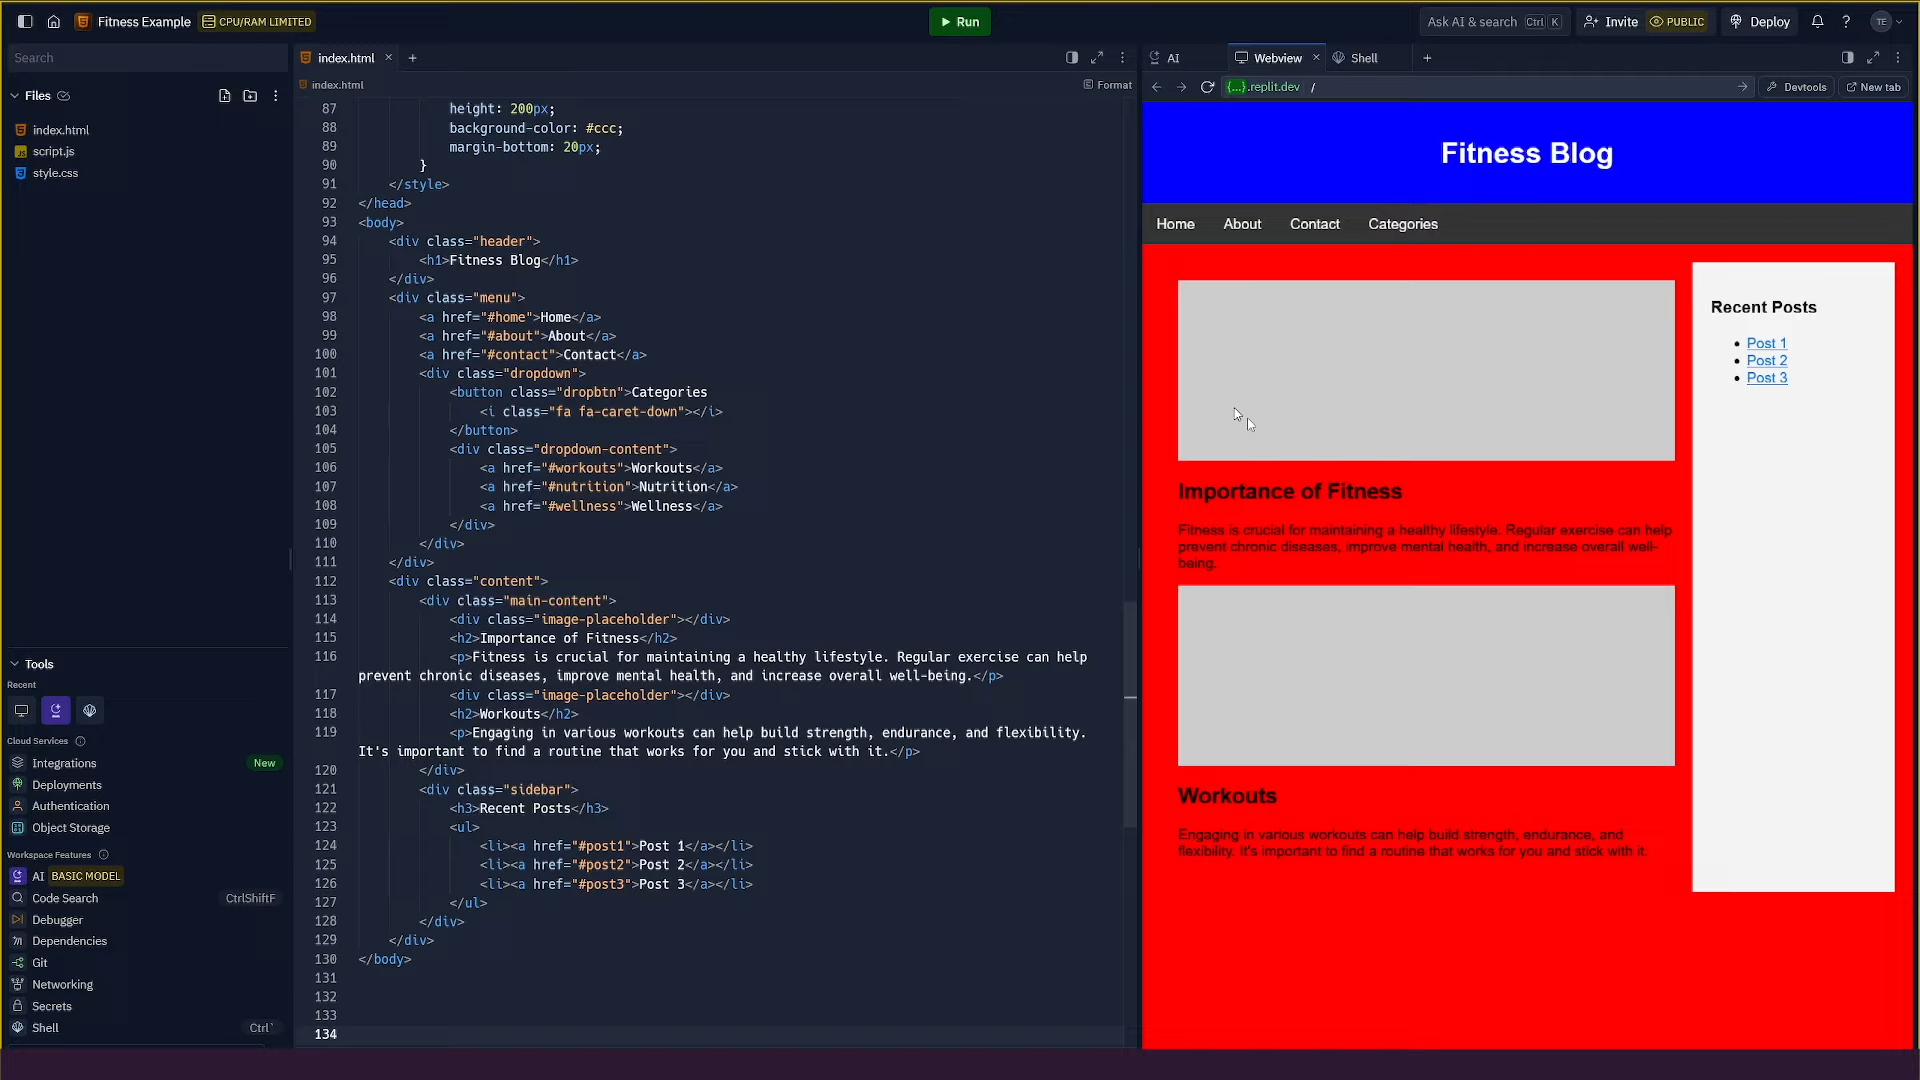 Fitness Example CPU/RAM LIMITED Run Ask AI & search Ctrl K Invite PUBLIC Deploy ? TE
Search
Files
index.html
script.js
style.css
Tools
Recent
Cloud Services
Integrations New
Deployments
Authentication
Object Storage
Workspace Features
AI BASIC MODEL
Code Search CtrlShiftF
Debugger
Dependencies
Git
Networking
Secrets
Shell Ctrl`
index.html × +
index.html Format
87 height: 200px;
88 background-color: #ccc;
89 margin-bottom: 20px;
90 }
91 </style>
92 </head>
93 <body>
94 <div class="header">
95 <h1>Fitness Blog</h1>
96 </div>
97 <div class="menu">
98 <a href="#home">Home</a>
99 <a href="#about">About</a>
100 <a href="#contact">Contact</a>
101 <div class="dropdown">
102 <button class="dropbtn">Categories
103 <i class="fa fa-caret-down"></i>
104 </button>
105 <div class="dropdown-content">
106 <a href="#workouts">Workouts</a>
107 <a href="#nutrition">Nutrition</a>
108 <a href="#wellness">Wellness</a>
109 </div>
110 </div>
111 </div>
112 <div class="content">
113 <div class="main-content">
114 <div class="image-placeholder"></div>
115 <h2>Importance of Fitness</h2>
116 <p>Fitness is crucial for maintaining a healthy lifestyle. Regular exercise can help
prevent chronic diseases, improve mental health, and increase overall well-being.</p>
117 <div class="image-placeholder"></div>
118 <h2>Workouts</h2>
119 <p>Engaging in various workouts can help build strength, endurance, and flexibility.
It's important to find a routine that works for you and stick with it.</p>
120 </div>
121 <div class="sidebar">
122 <h3>Recent Posts</h3>
123 <ul>
124 <li><a href="#post1">Post 1</a></li>
125 <li><a href="#post2">Post 2</a></li>
126 <li><a href="#post3">Post 3</a></li>
127 </ul>
128 </div>
129 </div>
130 </body>
131
132
133
134
AI Webview × Shell +
{...}.replit.dev / Devtools New tab
Fitness Blog
Home About Contact Categories
Importance of Fitness
Fitness is crucial for maintaining a healthy lifestyle. Regular exercise can help
prevent chronic diseases, improve mental health, and increase overall well-
being.
Workouts
Engaging in various workouts can help build strength, endurance, and
flexibility. It's important to find a routine that works for you and stick with it.
Recent Posts
• Post 1
• Post 2
• Post 3